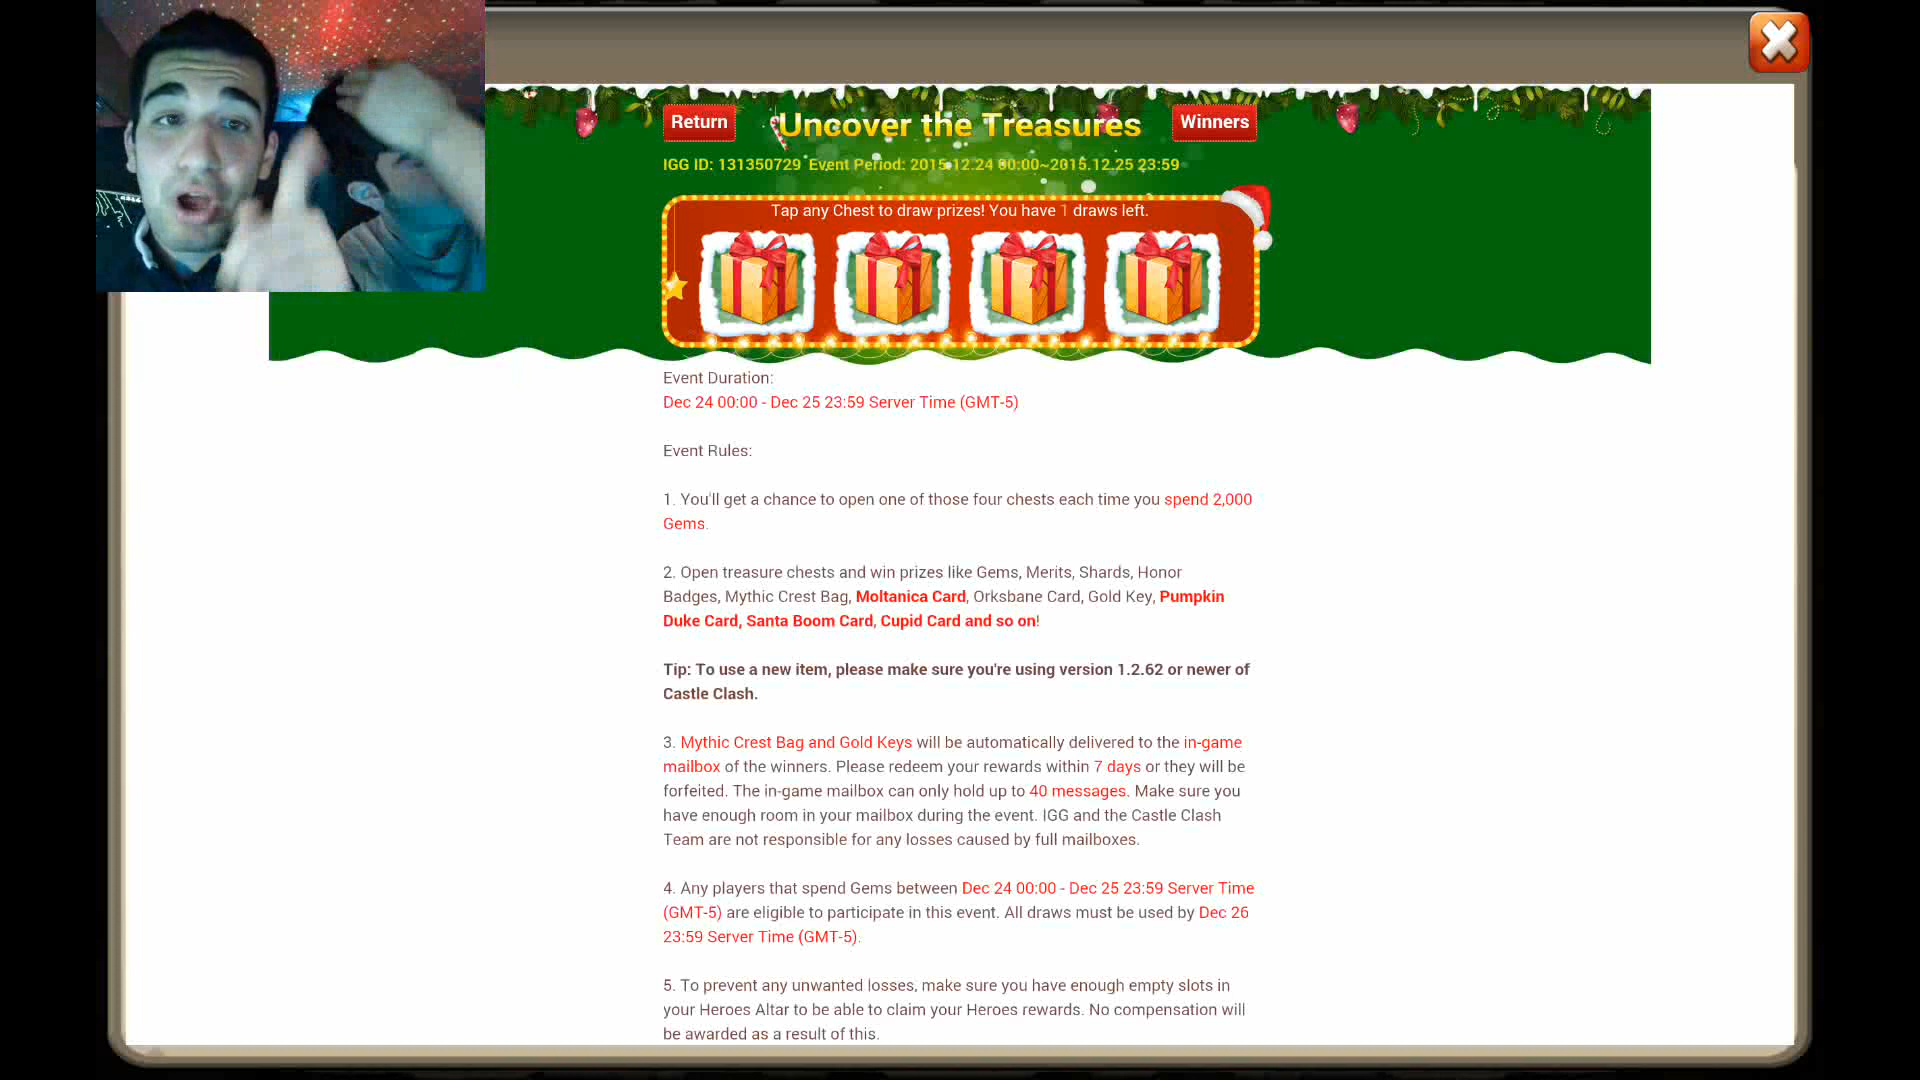 Return
Uncover the Treasures
Winners
IGG ID: 131350729 Event Period: 2015.12.24 00:00~2015.12.25 23:59
Tap any Chest to draw prizes! You have 1 draws left.
Event Duration:
Dec 24 00:00 - Dec 25 23:59 Server Time (GMT-5)
Event Rules:
1. You'll get a chance to open one of those four chests each time you spend 2,000
Gems.
2. Open treasure chests and win prizes like Gems, Merits, Shards, Honor
Badges, Mythic Crest Bag, Moltanica Card, Orksbane Card, Gold Key, Pumpkin
Duke Card, Santa Boom Card, Cupid Card and so on!
Tip: To use a new item, please make sure you're using version 1.2.62 or newer of
Castle Clash.
3. Mythic Crest Bag and Gold Keys will be automatically delivered to the in-game
mailbox of the winners. Please redeem your rewards within 7 days or they will be
forfeited. The in-game mailbox can only hold up to 40 messages. Make sure you
have enough room in your mailbox during the event. IGG and the Castle Clash
Team are not responsible for any losses caused by full mailboxes.
4. Any players that spend Gems between Dec 24 00:00 - Dec 25 23:59 Server Time
(GMT-5) are eligible to participate in this event. All draws must be used by Dec 26
23:59 Server Time (GMT-5).
5. To prevent any unwanted losses, make sure you have enough empty slots in
your Heroes Altar to be able to claim your Heroes rewards. No compensation will
be awarded as a result of this.